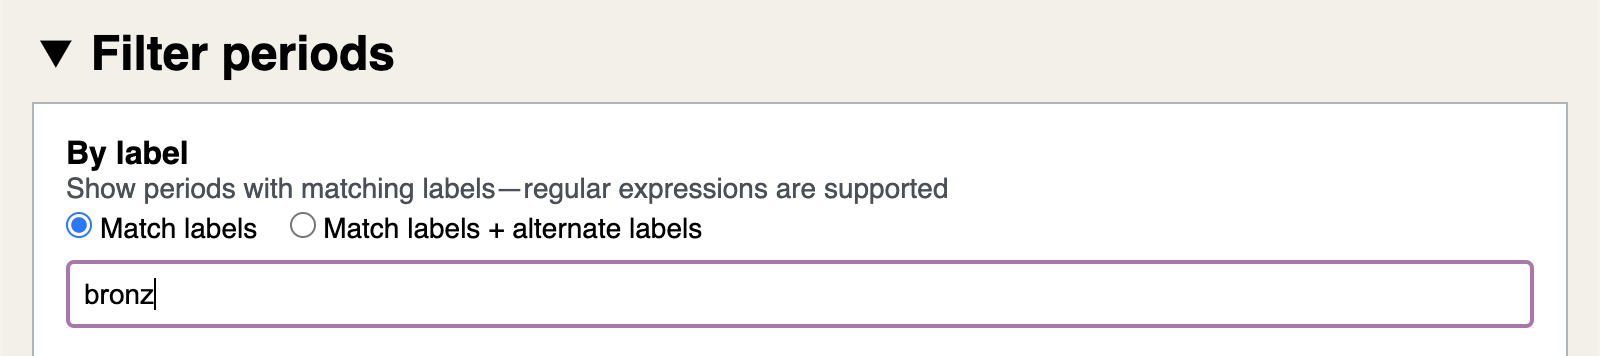 ▼ Filter periods
By label
Show periods with matching labels—regular expressions are supported
Match labels Match labels + alternate labels
bronz